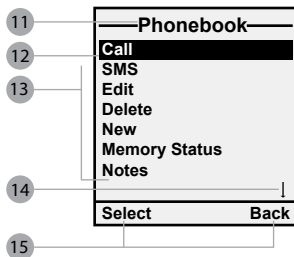 11 Phonebook
12 Call
SMS
13 Edit
Delete
New
Memory Status
Notes
14
Select Back
15